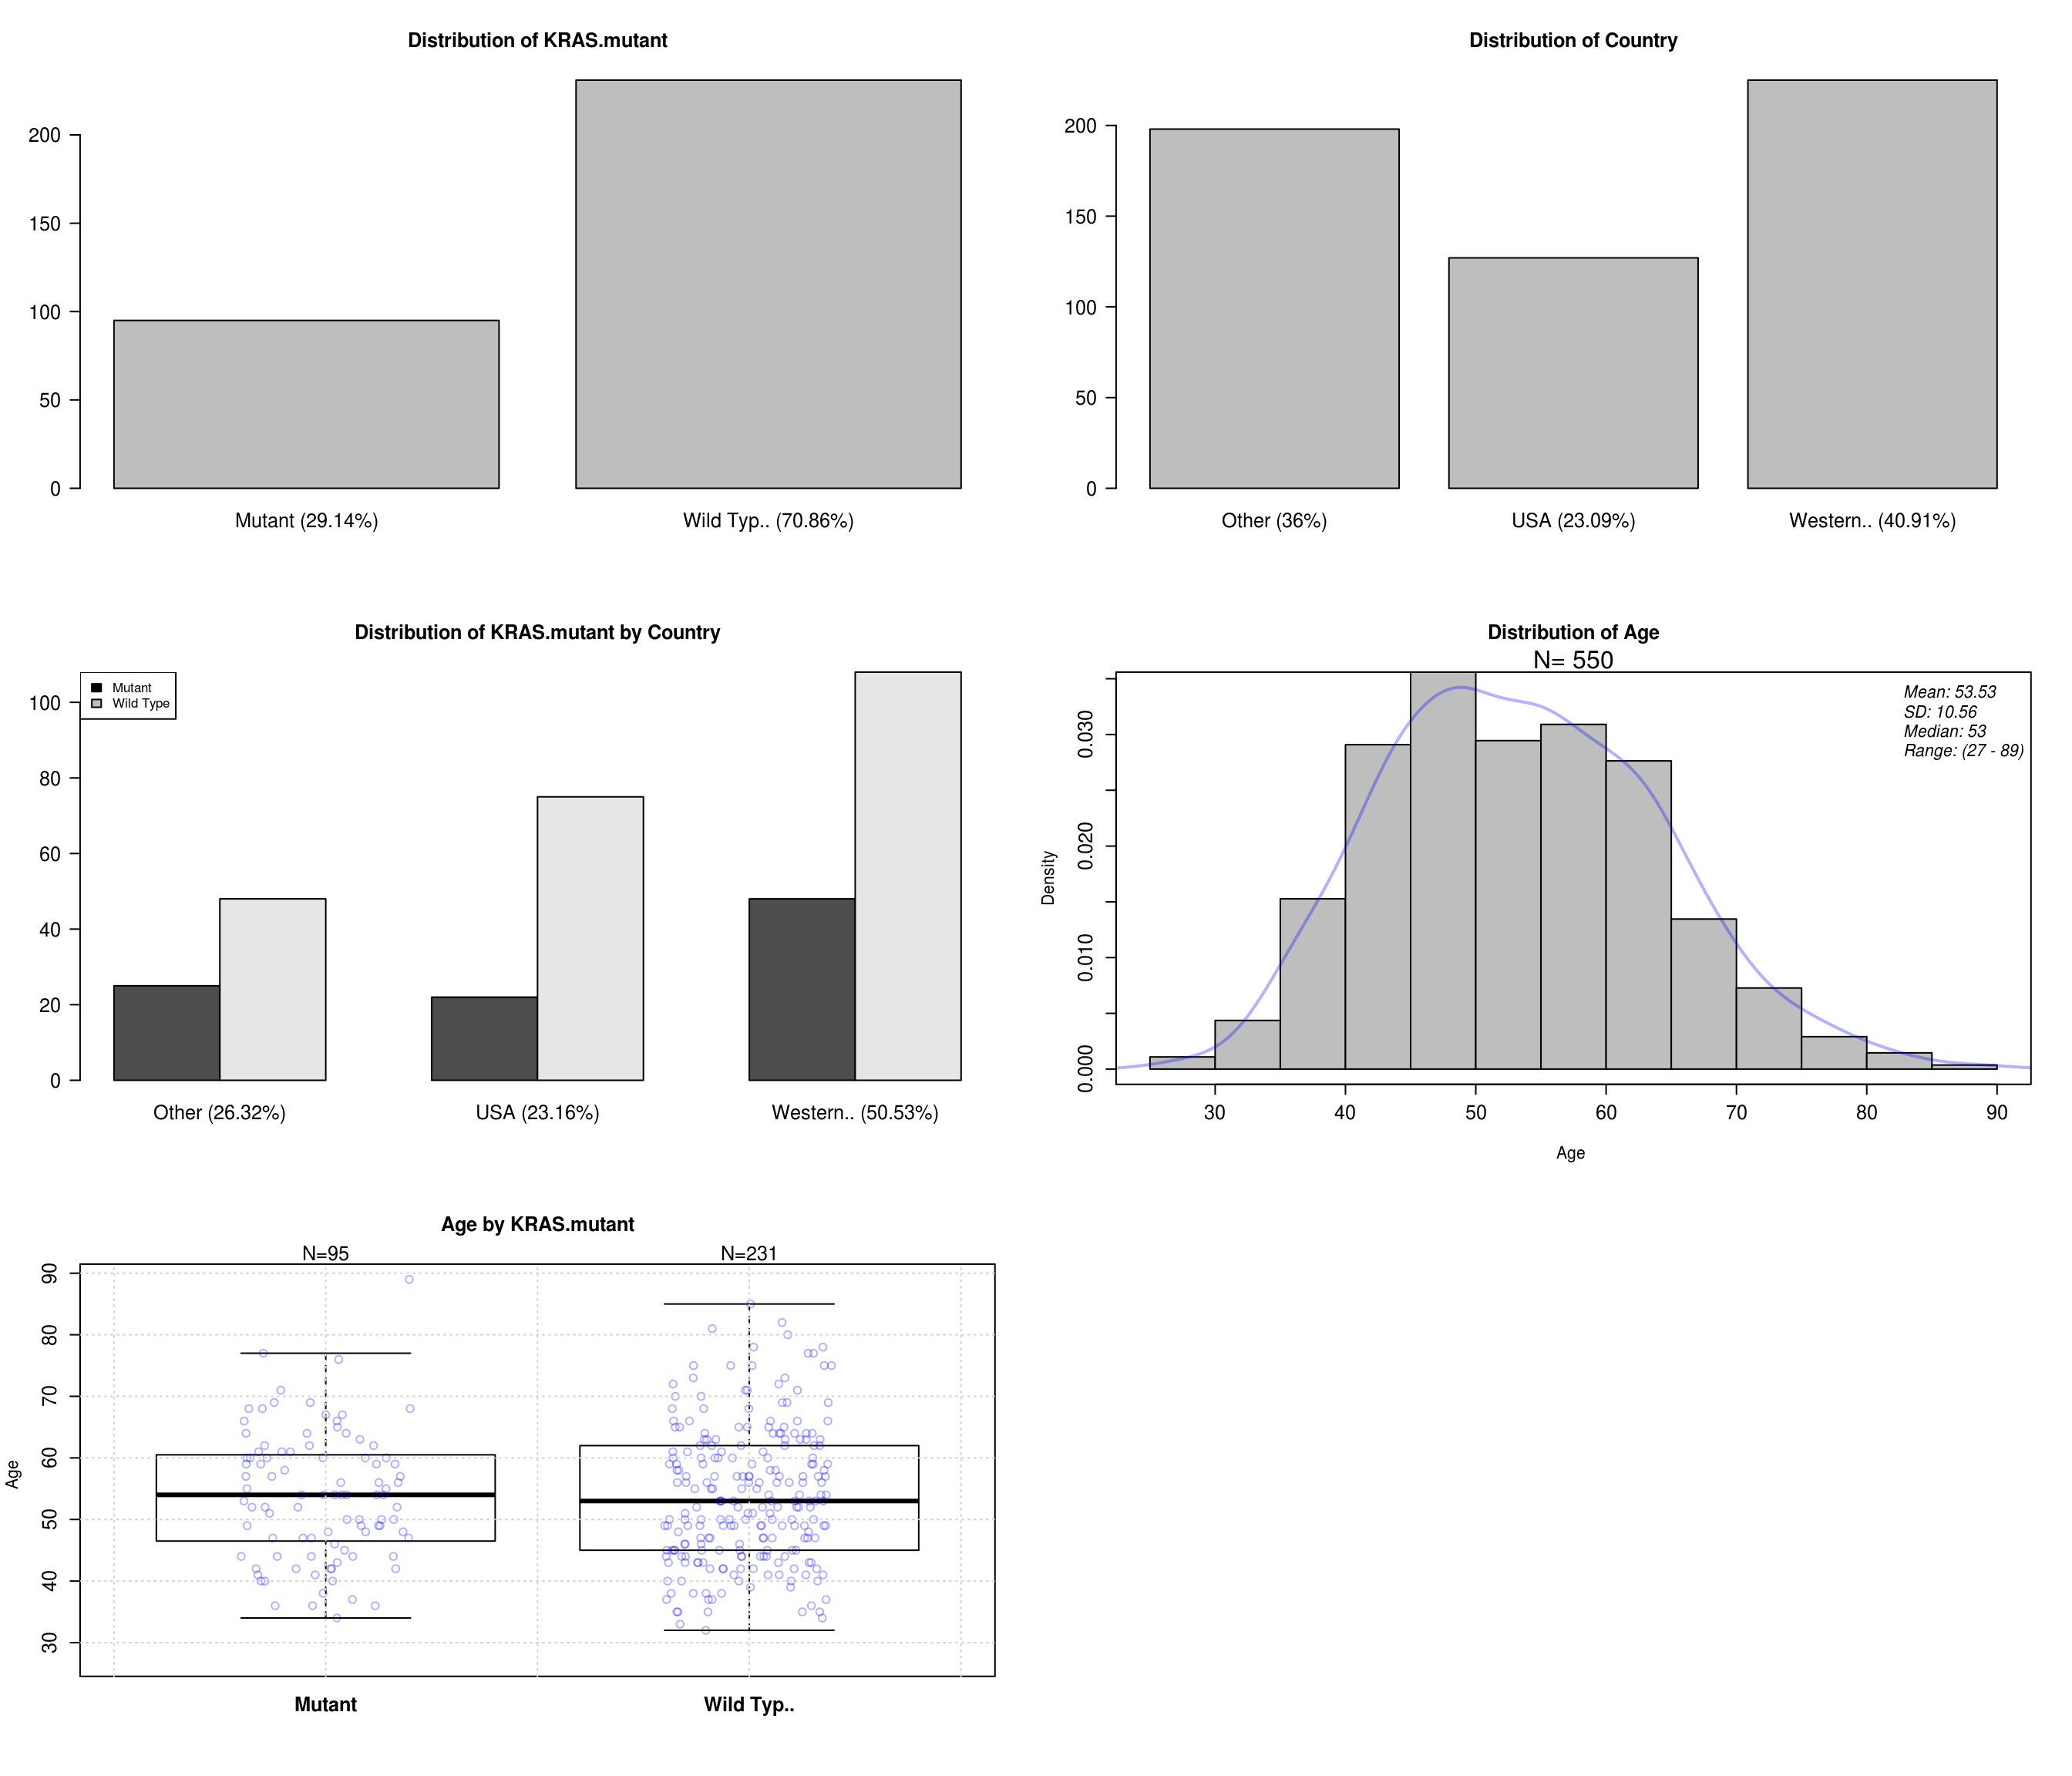 Distribution of KRAS.mutant
200
150
100
50
0
Mutant (29.14%)
Wild Typ.. (70.86%)
Distribution of Country
200
150
100
50
0
Other (36%)
USA (23.09%)
Western.. (40.91%)
Distribution of KRAS.mutant by Country
Mutant
Wild Type
100
80
60
40
20
0
Other (26.32%)
USA (23.16%)
Western.. (50.53%)
Distribution of Age
N= 550
Mean: 53.53
SD: 10.56
Median: 53
Range: (27 - 89)
Density
0.030
0.020
0.010
0.000
30
40
50
60
70
80
90
Age
Age by KRAS.mutant
N=95
N=231
Age
90
80
70
60
50
40
30
Mutant
Wild Typ..